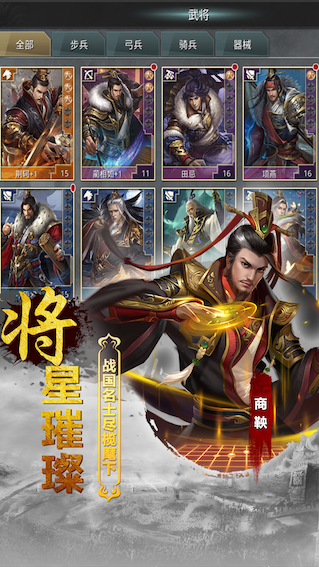 武将
全部 步兵 弓兵 骑兵 器械
荆轲+1 15 蔺相如+1 11 田忌 16 项燕 16
将星璀璨
战国名士尽揽麾下
商鞅